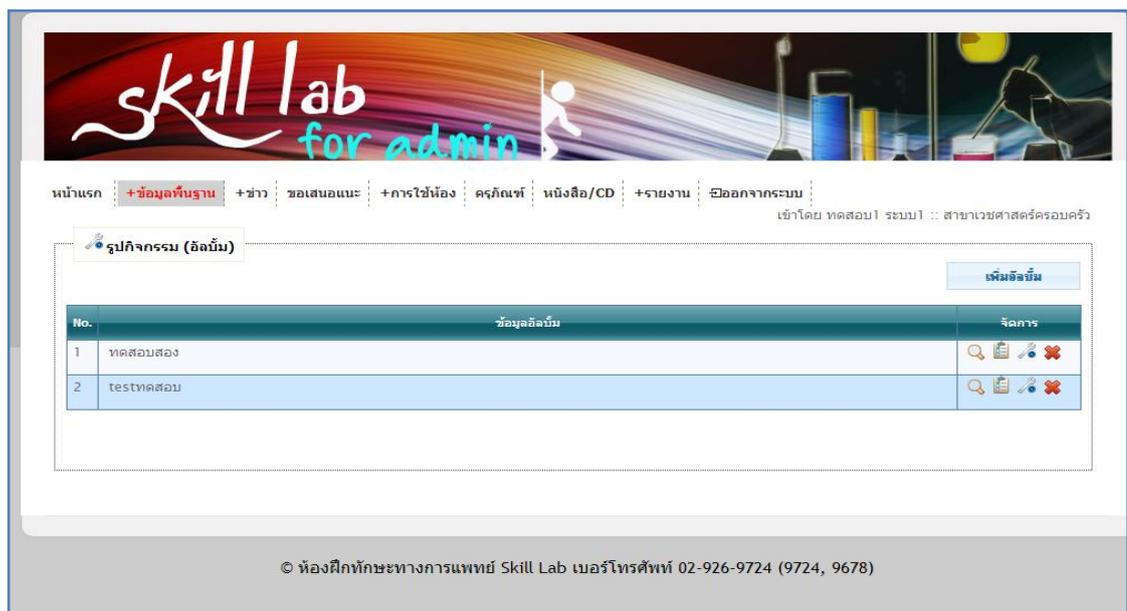 skill lab
for admin
หน้าแรก +ข้อมูลพื้นฐาน +ข่าว ขอเสนอแนะ +การใช้ห้อง ครุภัณฑ์ หนังสือ/CD +รายงาน ออกจากระบบ
เข้าโดย ทดสอบ1 ระบบ1 :: สาขาเวชศาสตร์ครอบครัว
รูปกิจกรรม (อัลบั้ม)
เพิ่มอัลบั้ม
No. ข้อมูลอัลบั้ม จัดการ
1 ทดสอบสอง
2 testทดสอบ
© ห้องฝึกทักษะทางการแพทย์ Skill Lab เบอร์โทรศัพท์ 02-926-9724 (9724, 9678)